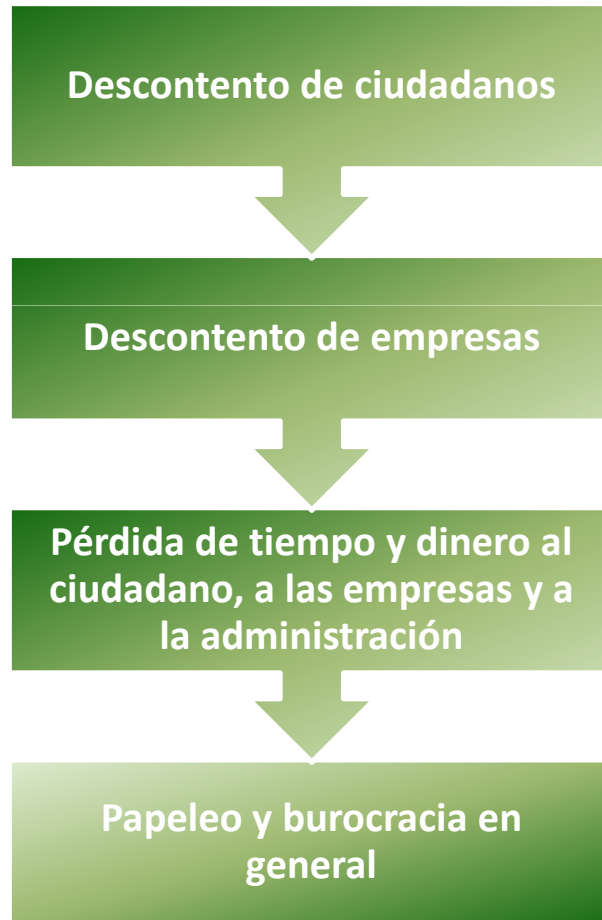 Descontento de ciudadanos
Descontento de empresas
Pérdida de tiempo y dinero al
ciudadano, a las empresas y a
la administración
Papeleo y burocracia en
general